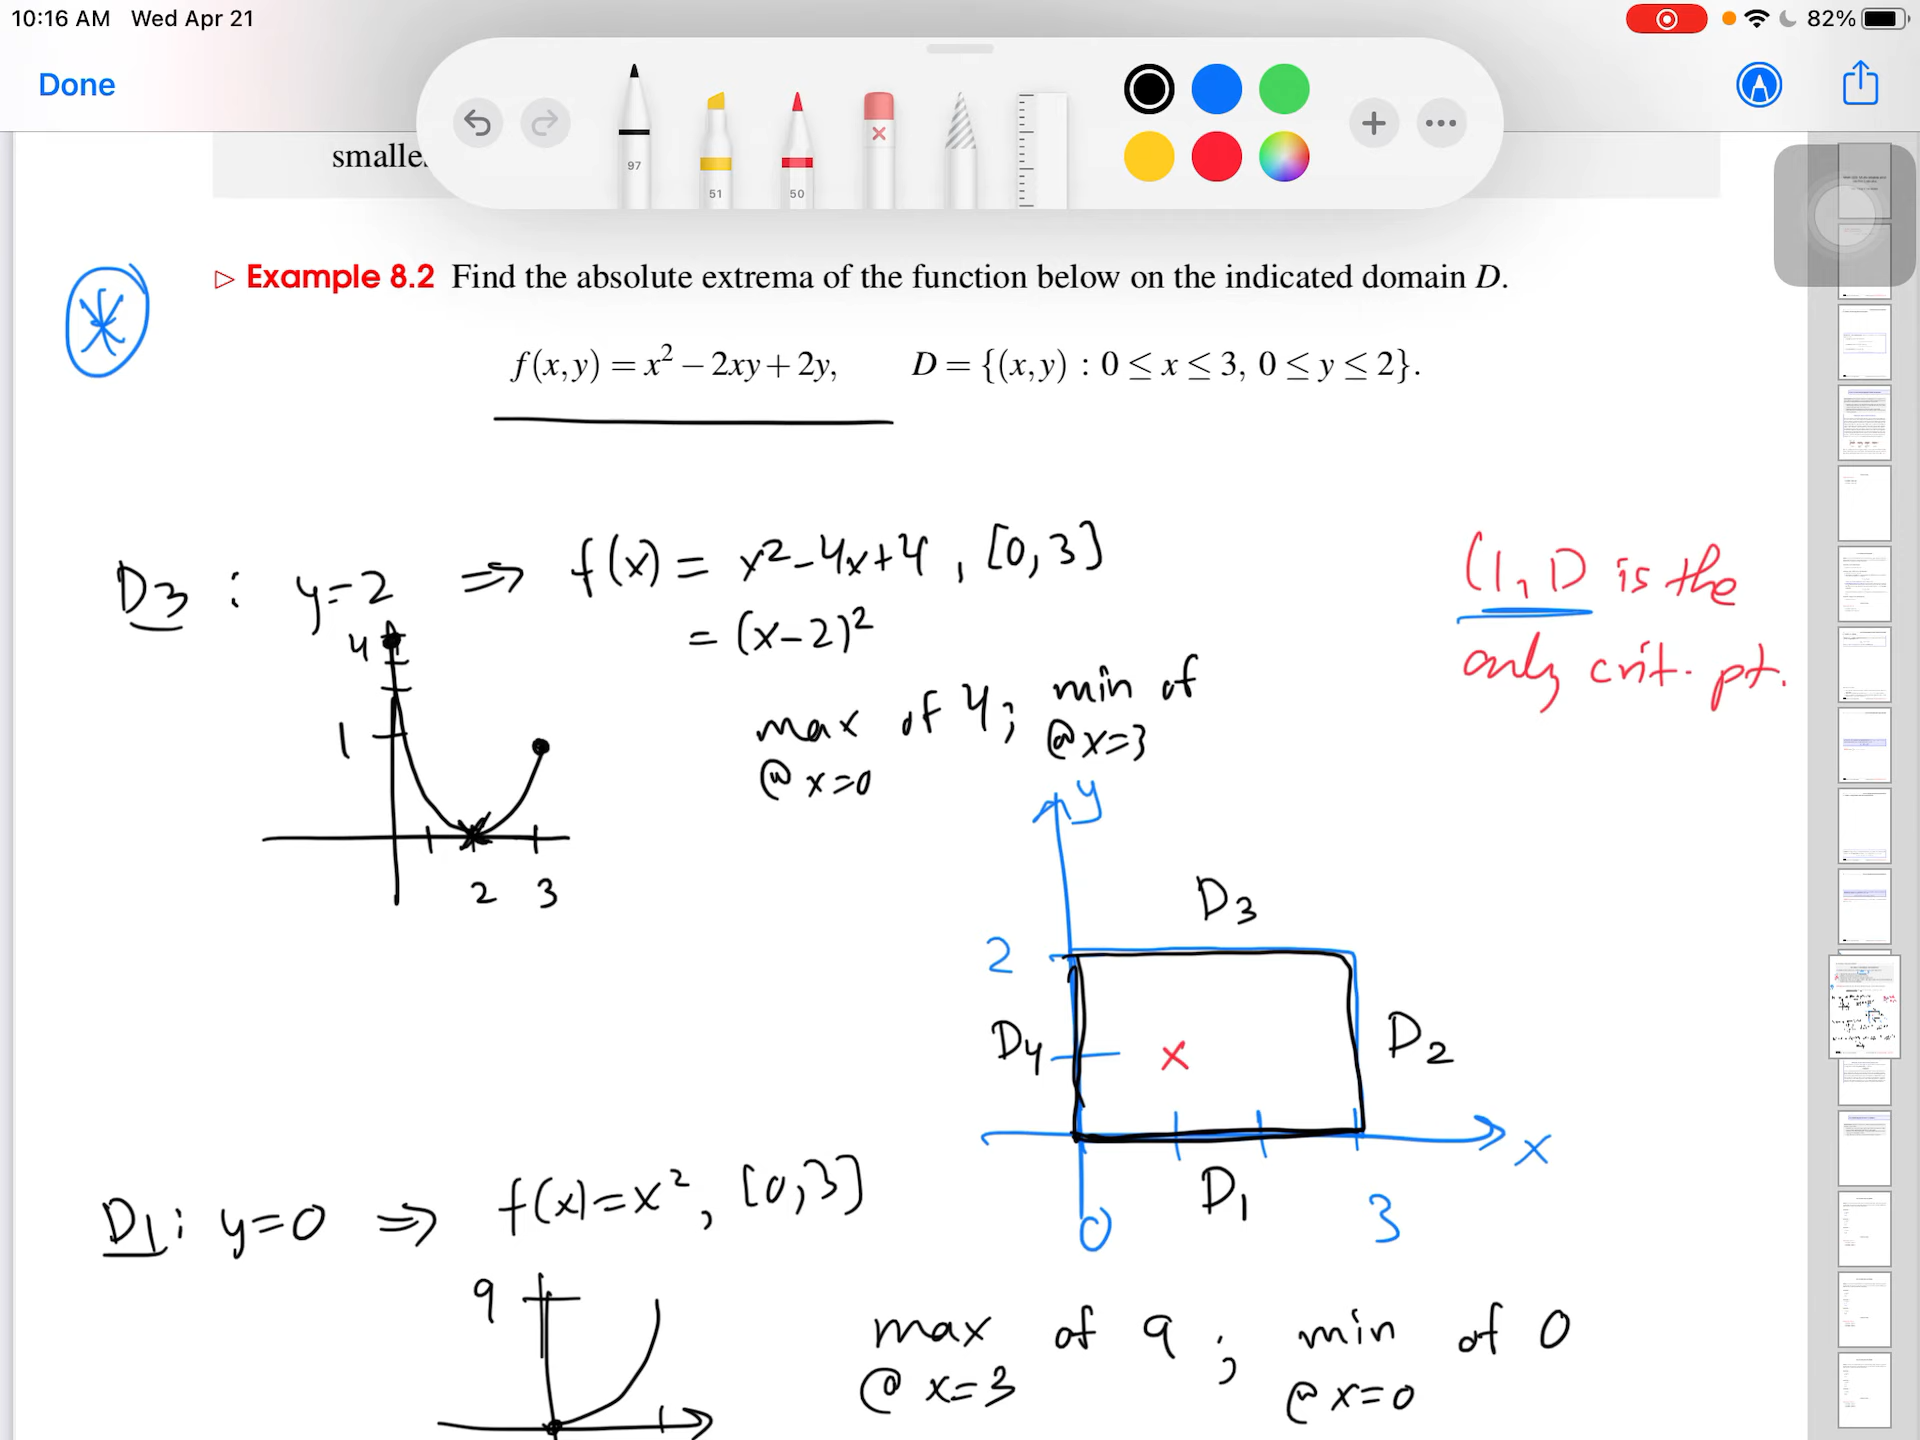 10:16 AM Wed Apr 21
82%
Done
97
51
50
▷ Example 8.2 Find the absolute extrema of the function below on the indicated domain D.
f(x,y) = x² − 2xy + 2y, D = {(x,y) : 0 ≤ x ≤ 3, 0 ≤ y ≤ 2}.
D3 : y=2 ⇒ f(x) = x²-4x+4, [0,3]
= (x-2)²
(1,1) is the
only crit. pt.
4
1
2 3
max of 4; min of
@ x=0 @ x=3
y
D3
2
D4
D2
x
D1
0
3
D1: y=0 ⇒ f(x)=x², [0,3]
9
max of 9; min of 0
@ x=3 @ x=0